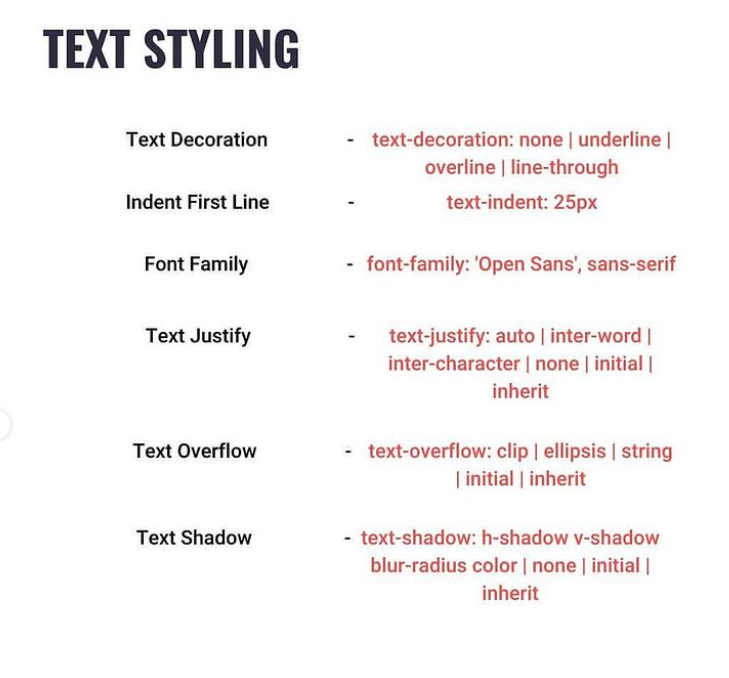 TEXT STYLING
Text Decoration - text-decoration: none | underline |
overline | line-through
Indent First Line - text-indent: 25px
Font Family - font-family: 'Open Sans', sans-serif
Text Justify - text-justify: auto | inter-word |
inter-character | none | initial |
inherit
Text Overflow - text-overflow: clip | ellipsis | string
| initial | inherit
Text Shadow - text-shadow: h-shadow v-shadow
blur-radius color | none | initial |
inherit